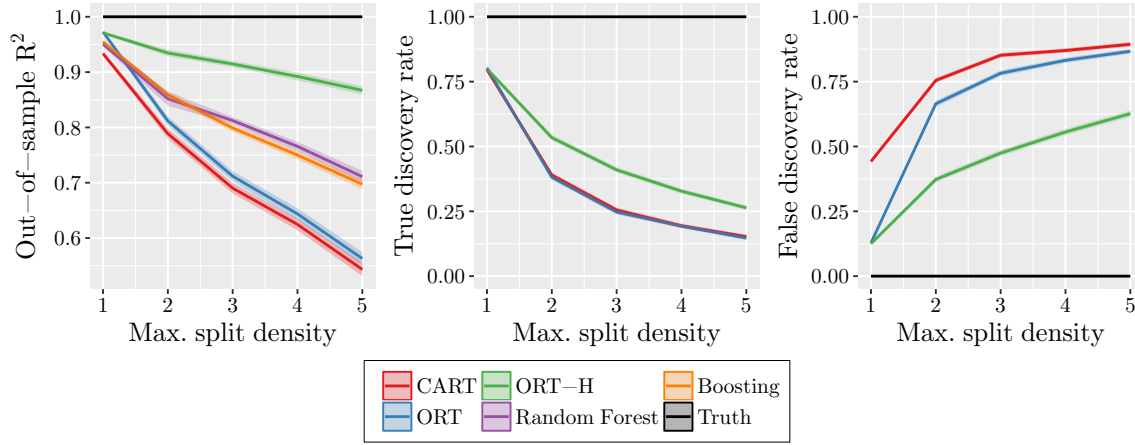 Out−of−sample R²
1.0
0.9
0.8
0.7
0.6
1 2 3 4 5
Max. split density
True discovery rate
1.00
0.75
0.50
0.25
0.00
1 2 3 4 5
Max. split density
False discovery rate
1.00
0.75
0.50
0.25
0.00
1 2 3 4 5
Max. split density
CART ORT−H Boosting
ORT Random Forest Truth